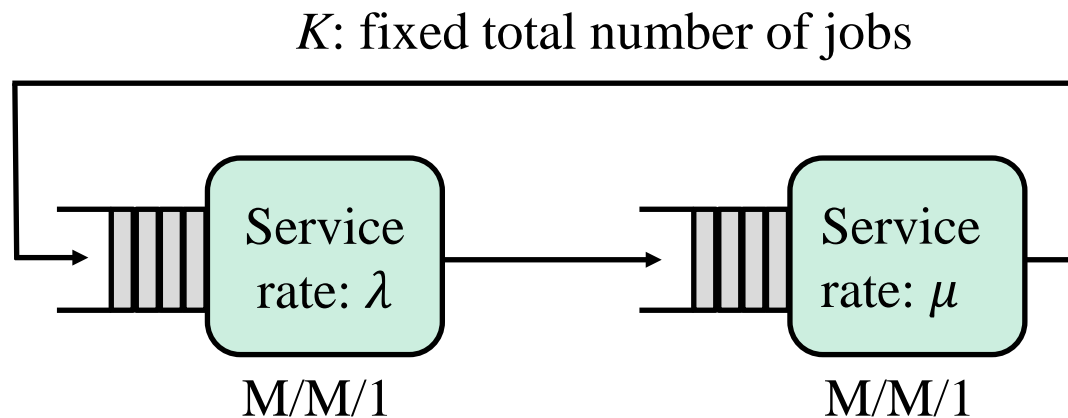 K: fixed total number of jobs
Service
rate: λ
Service
rate: μ
M/M/1
M/M/1